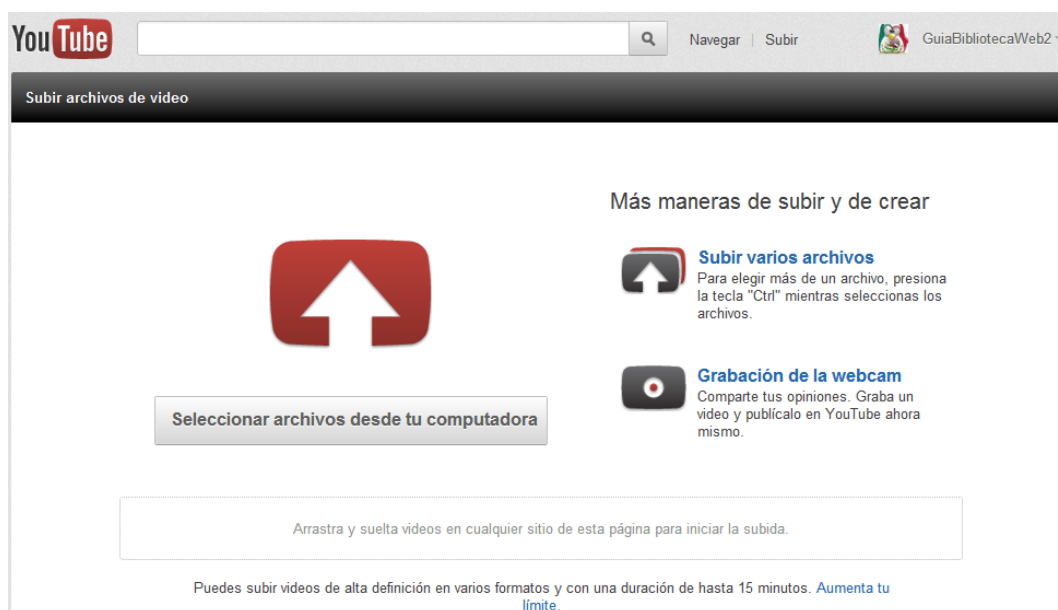 YouTube
Navegar | Subir
GuiaBibliotecaWeb2
Subir archivos de video
Más maneras de subir y de crear
Subir varios archivos
Para elegir más de un archivo, presiona
la tecla "Ctrl" mientras seleccionas los
archivos.
Grabación de la webcam
Comparte tus opiniones. Graba un
video y publícalo en YouTube ahora
mismo.
Seleccionar archivos desde tu computadora
Arrastra y suelta videos en cualquier sitio de esta página para iniciar la subida.
Puedes subir videos de alta definición en varios formatos y con una duración de hasta 15 minutos. Aumenta tu
límite.